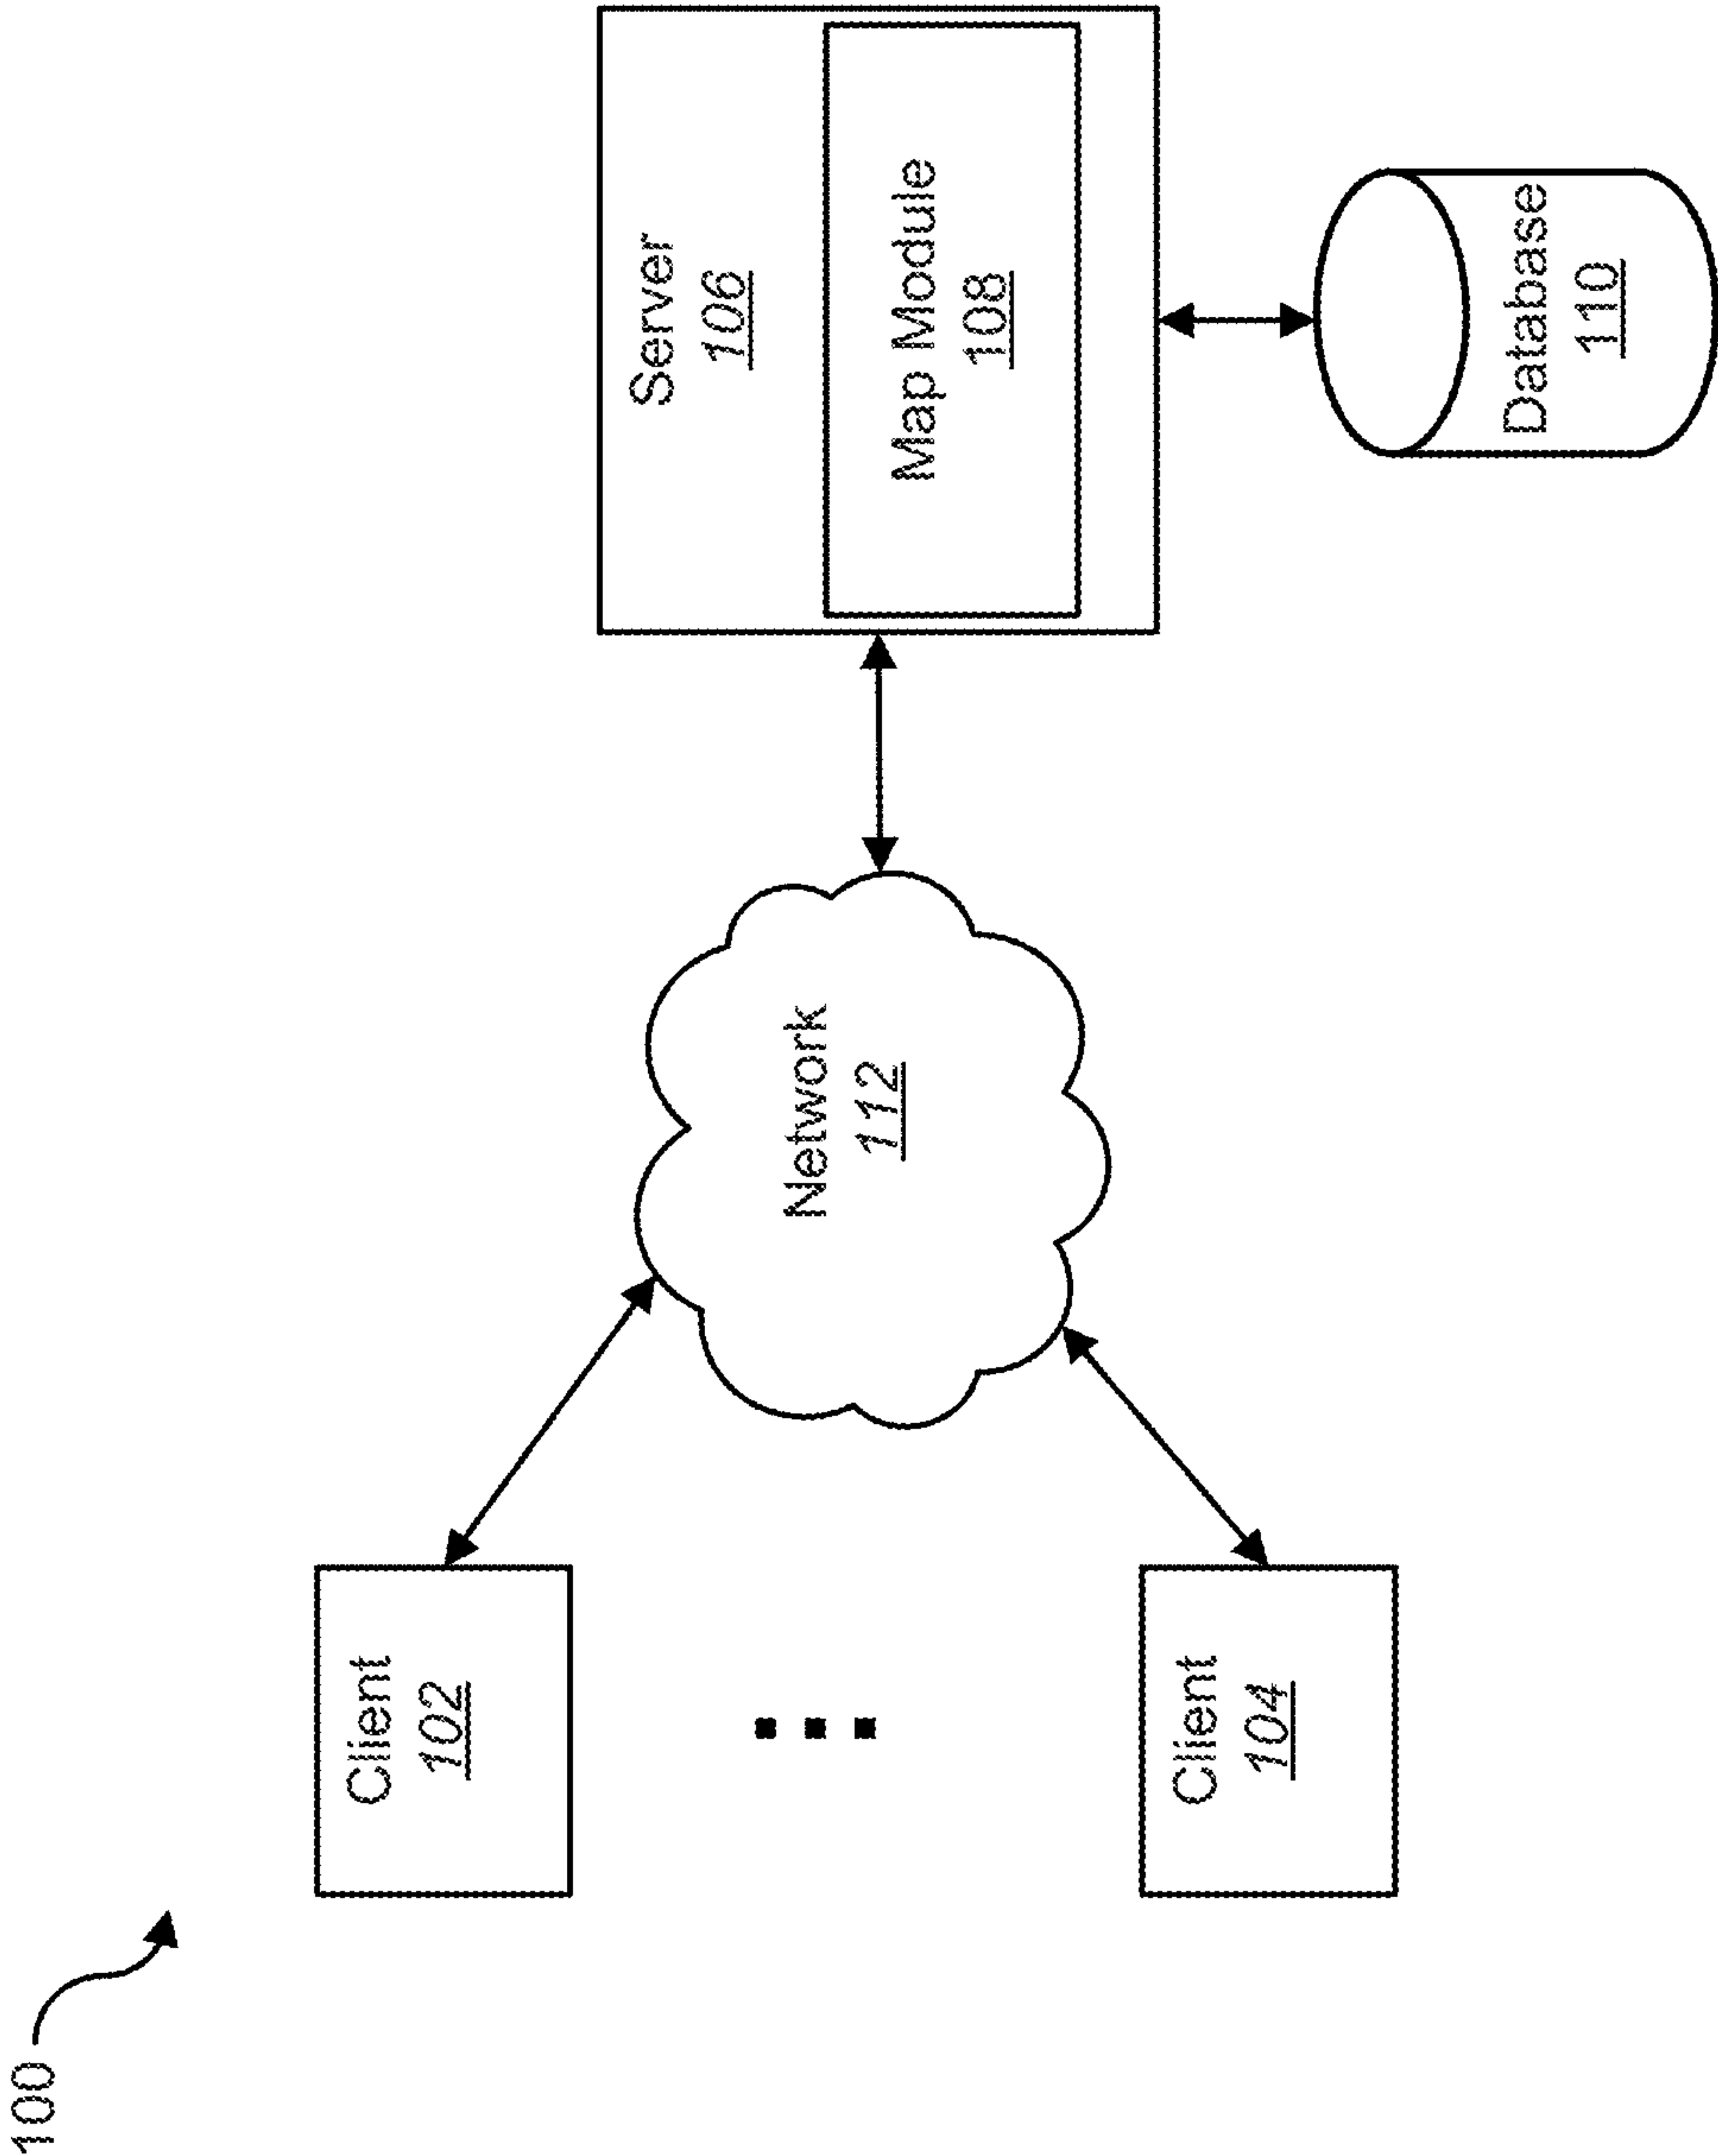 100
Client
102
Client
104
Network
112
Server
106
Map Module
108
Database
110